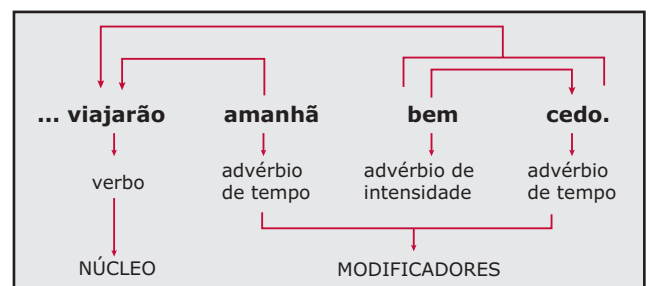 ... viajarão amanhã bem cedo.
verbo advérbio de tempo advérbio de intensidade advérbio de tempo
NÚCLEO MODIFICADORES